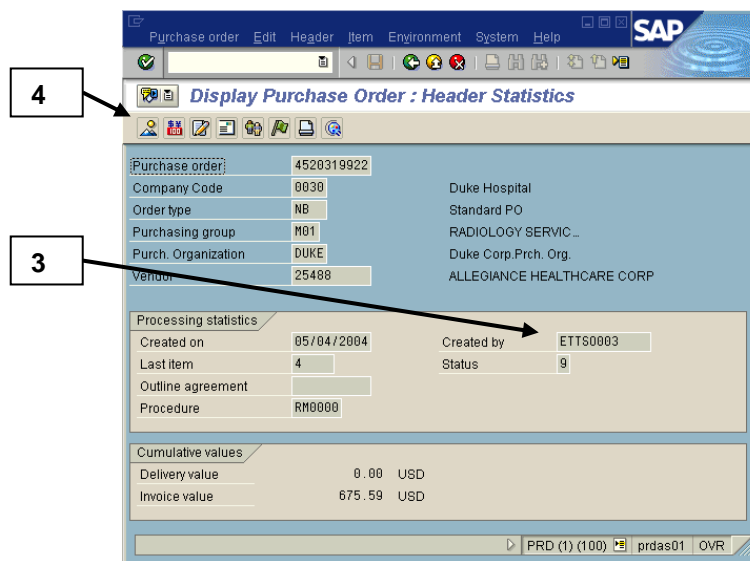 Purchase order Edit Header Item Environment System Help
SAP
4
Display Purchase Order : Header Statistics
Purchase order 4520319922
Company Code 0030 Duke Hospital
Order type NB Standard PO
Purchasing group M01 RADIOLOGY SERVIC...
Purch. Organization DUKE Duke Corp.Prch. Org.
3
Vendor 25488 ALLEGIANCE HEALTHCARE CORP
Processing statistics
Created on 05/04/2004 Created by ETTS0003
Last item 4 Status 9
Outline agreement
Procedure RM0000
Cumulative values
Delivery value 0.00 USD
Invoice value 675.59 USD
PRD (1) (100) prdas01 OVR